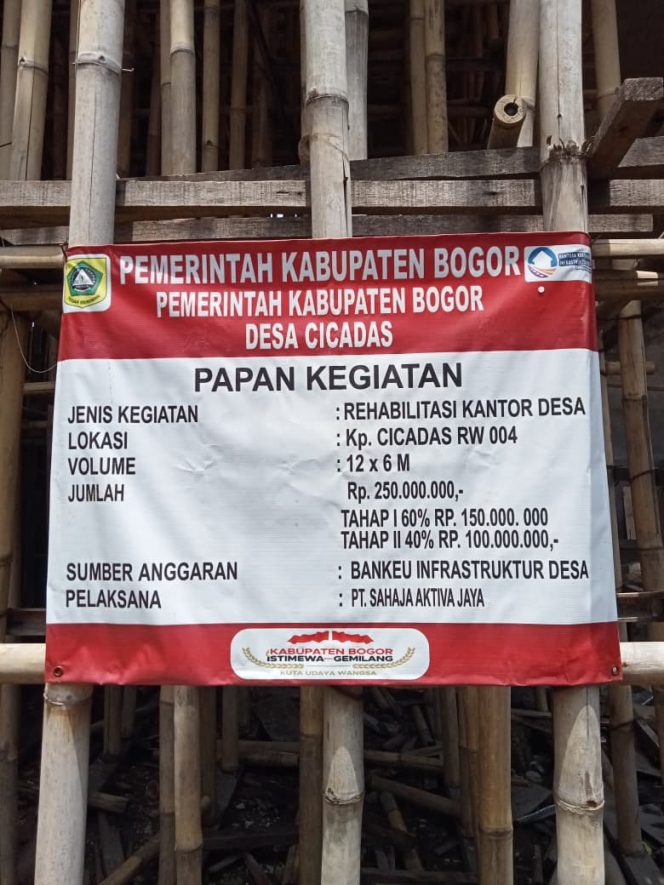 PEMERINTAH KABUPATEN BOGOR
PEMERINTAH KABUPATEN BOGOR
DESA CICADAS
PAPAN KEGIATAN
JENIS KEGIATAN : REHABILITASI KANTOR DESA
LOKASI : Kp. CICADAS RW 004
VOLUME : 12 x 6 M
JUMLAH Rp. 250.000.000,-
TAHAP I 60% RP. 150.000. 000
TAHAP II 40% RP. 100.000.000,-
SUMBER ANGGARAN : BANKEU INFRASTRUKTUR DESA
PELAKSANA : PT. SAHAJA AKTIVA JAYA
KABUPATEN BOGOR
ISTIMEWA GEMILANG
KUTA UDAYA WANGSA